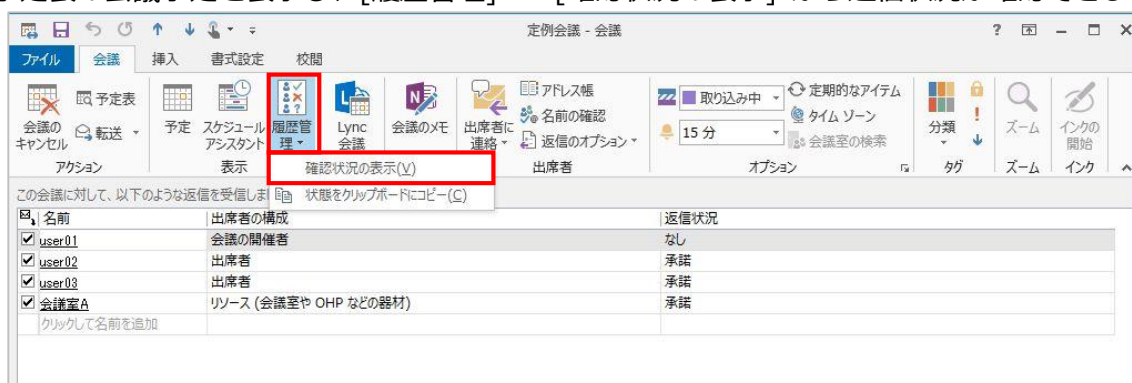 定例会議 - 会議
ファイル 会議 挿入 書式設定 校閲
会議の
キャンセル
予定表
転送
アクション
予定
スケジュール
アシスタント
表示
履歴管
理
Lync
会議
会議のメモ
出席者に
連絡
アドレス帳
名前の確認
返信のオプション
出席者
取り込み中
15 分
定期的なアイテム
タイム ゾーン
会議室の検索
オプション
分類
タグ
ズーム
ズーム
インクの
開始
インク
確認状況の表示(V)
状態をクリップボードにコピー(C)
この会議に対して、以下のような返信を受信しま
名前 出席者の構成 返信状況
user01 会議の開催者 なし
user02 出席者 承諾
user03 出席者 承諾
会議室A リソース (会議室や OHP などの器材) 承諾
クリックして名前を追加